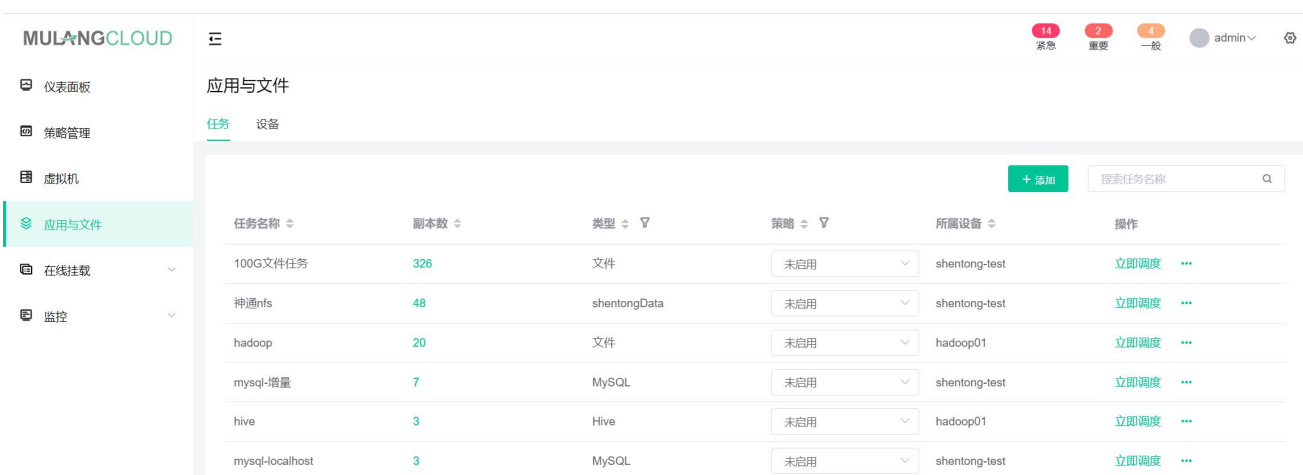 MULANGCLOUD
14 2 4
紧急 重要 一般 admin
仪表面板
策略管理
虚拟机
应用与文件
在线挂载
监控
应用与文件
任务 设备
+ 添加 搜索任务名称
任务名称 副本数 类型 策略 所属设备 操作
100G文件任务 326 文件 未启用 shentong-test 立即调度 •••
神通nfs 48 shentongData 未启用 shentong-test 立即调度 •••
hadoop 20 文件 未启用 hadoop01 立即调度 •••
mysql-增量 7 MySQL 未启用 shentong-test 立即调度 •••
hive 3 Hive 未启用 hadoop01 立即调度 •••
mysql-localhost 3 MySQL 未启用 shentong-test 立即调度 •••